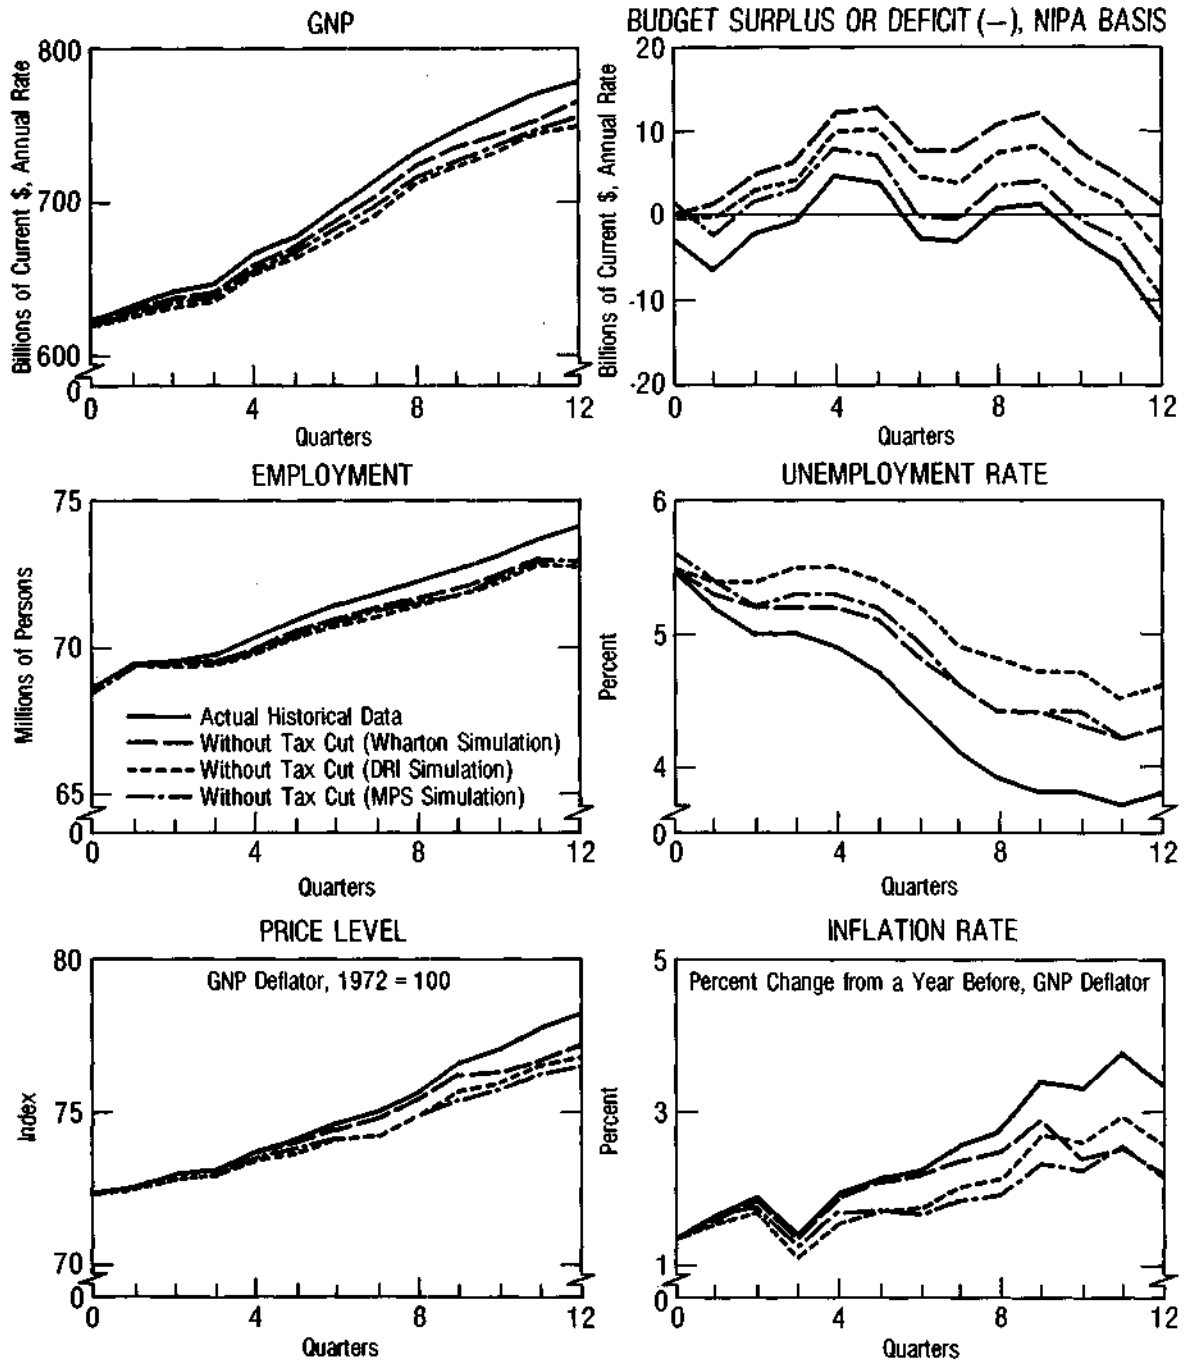 GNP
800
700
600
0
0
4
8
12
Billions of Current $, Annual Rate
Quarters
BUDGET SURPLUS OR DEFICIT (—), NIPA BASIS
20
10
0
-10
-20
0
4
8
12
Billions of Current $, Annual Rate
Quarters
EMPLOYMENT
75
70
65
0
0
4
8
12
Millions of Persons
Quarters
Actual Historical Data
Without Tax Cut (Wharton Simulation)
Without Tax Cut (DRI Simulation)
Without Tax Cut (MPS Simulation)
UNEMPLOYMENT RATE
6
5
4
0
0
4
8
12
Percent
Quarters
PRICE LEVEL
GNP Deflator, 1972 = 100
80
75
70
0
0
4
8
12
Index
Quarters
INFLATION RATE
Percent Change from a Year Before, GNP Deflator
5
3
1
0
0
4
8
12
Percent
Quarters